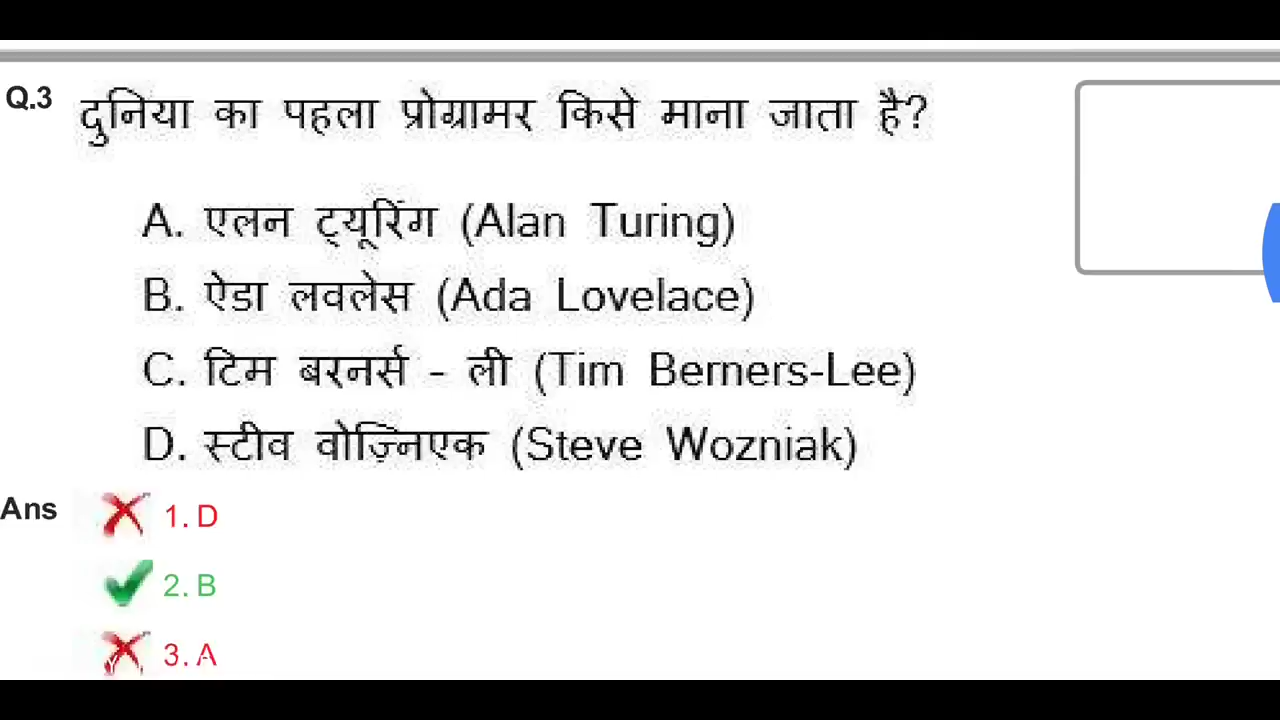 Q.3 दुनिया का पहला प्रोग्रामर किसे माना जाता है?
A. एलन ट्यूरिंग (Alan Turing)
B. ऐडा लवलेस (Ada Lovelace)
C. टिम बरनर्स - ली (Tim Berners-Lee)
D. स्टीव वोज़्निएक (Steve Wozniak)
Ans 1. D
2. B
3. A